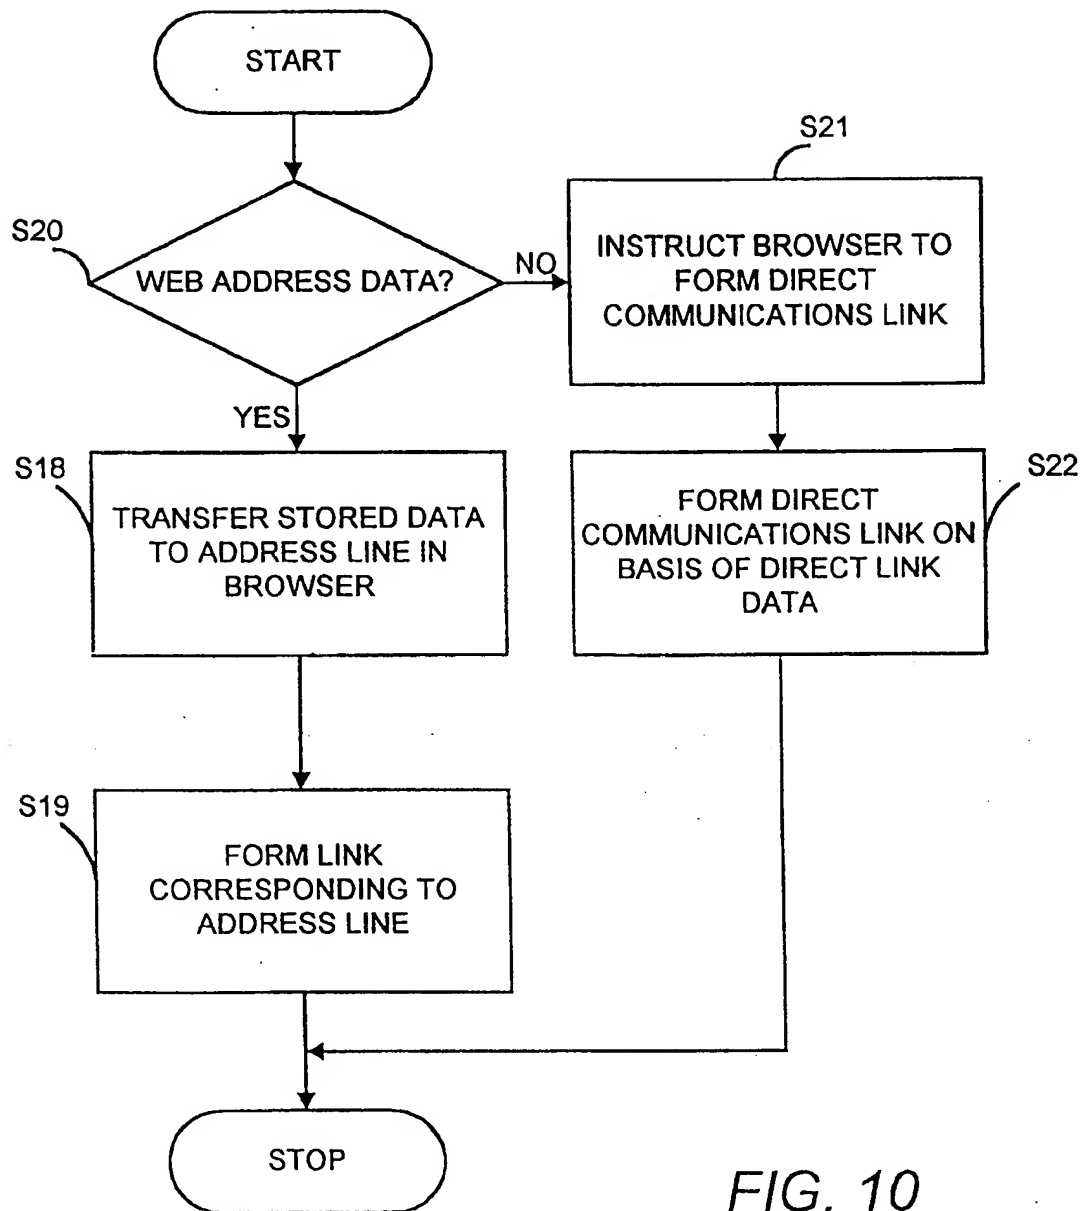 START
S21
S20
WEB ADDRESS DATA?
NO
INSTRUCT BROWSER TO
FORM DIRECT
COMMUNICATIONS LINK
YES
S18
TRANSFER STORED DATA
TO ADDRESS LINE IN
BROWSER
S22
FORM DIRECT
COMMUNICATIONS LINK ON
BASIS OF DIRECT LINK
DATA
S19
FORM LINK
CORRESPONDING TO
ADDRESS LINE
STOP
FIG. 10